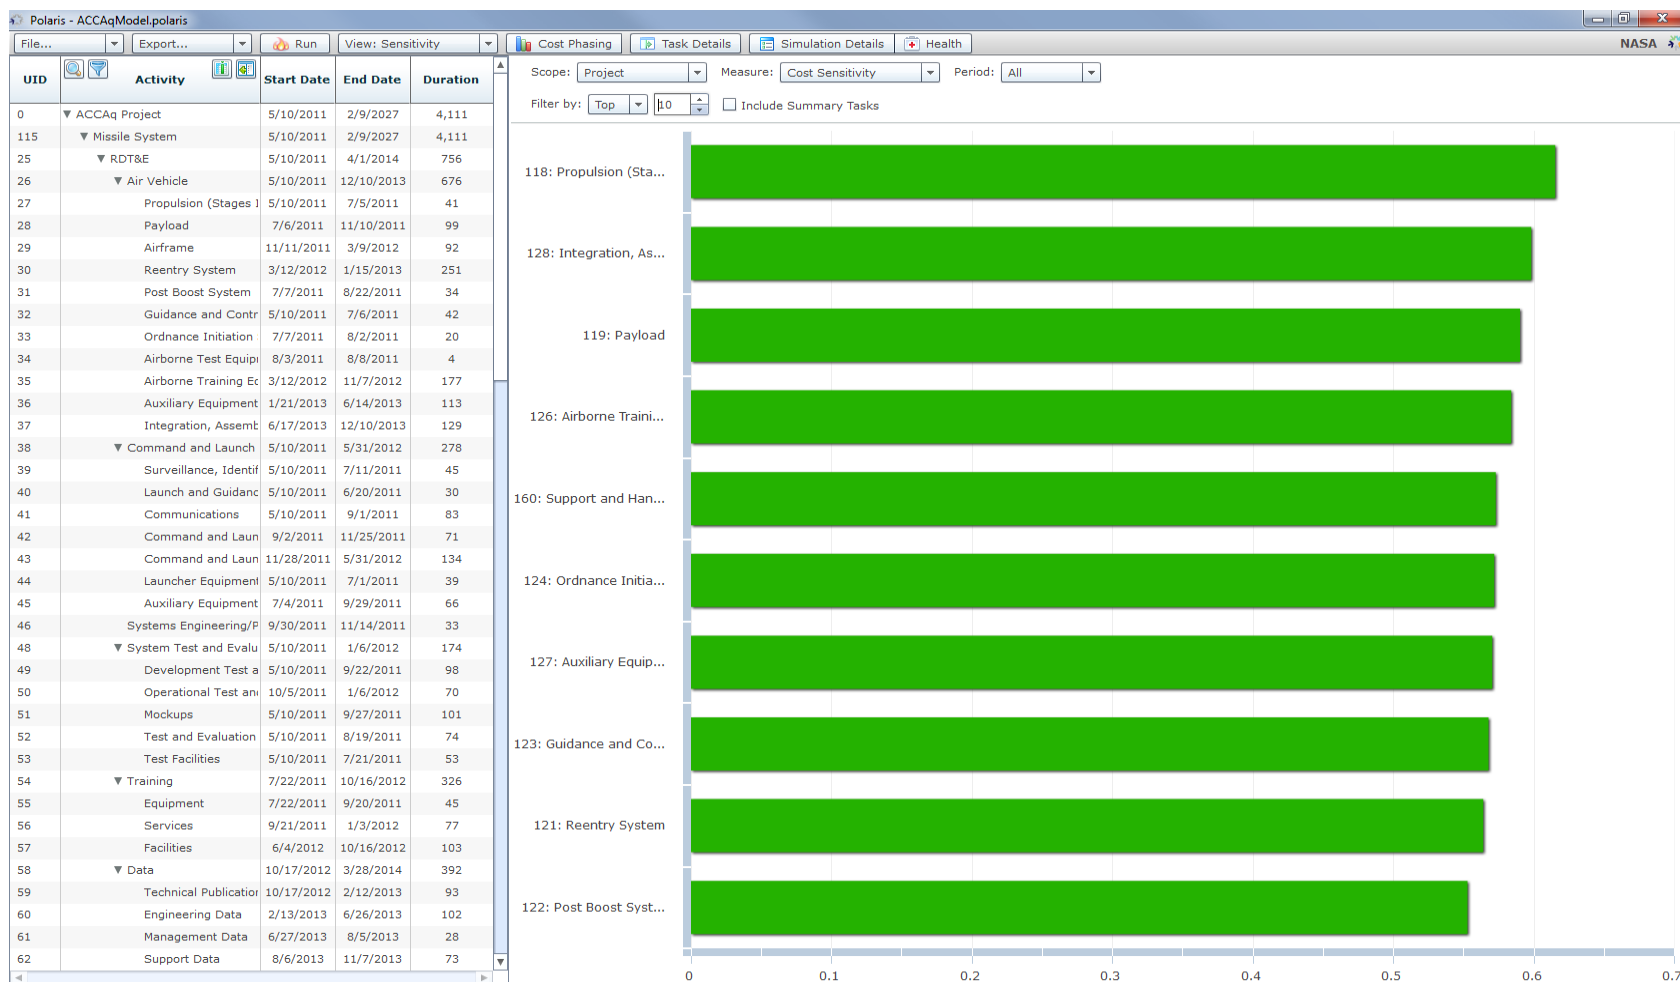 Polaris - ACCAqModel.polaris
File... Export... Run View: Sensitivity Cost Phasing Task Details Simulation Details Health NASA
UID Activity Start Date End Date Duration
0 ACCAq Project 5/10/2011 2/9/2027 4,111
115 Missile System 5/10/2011 2/9/2027 4,111
25 RDT&E 5/10/2011 4/1/2014 756
26 Air Vehicle 5/10/2011 12/10/2013 676
27 Propulsion (Stages 5/10/2011 7/5/2011 41
28 Payload 7/6/2011 11/10/2011 99
29 Airframe 11/11/2011 3/9/2012 92
30 Reentry System 3/12/2012 1/15/2013 251
31 Post Boost System 7/7/2011 8/22/2011 34
32 Guidance and Contr 5/10/2011 7/6/2011 42
33 Ordnance Initiation 7/7/2011 8/2/2011 20
34 Airborne Test Equip 8/3/2011 8/8/2011 4
35 Airborne Training Ec 3/12/2012 11/7/2012 177
36 Auxiliary Equipment 1/21/2013 6/14/2013 113
37 Integration, Assemb 6/17/2013 12/10/2013 129
38 Command and Launch 5/10/2011 5/31/2012 278
39 Surveillance, Identif 5/10/2011 7/11/2011 45
40 Launch and Guidanc 5/10/2011 6/20/2011 30
41 Communications 5/10/2011 9/1/2011 83
42 Command and Laun 9/2/2011 11/25/2011 71
43 Command and Laun 11/28/2011 5/31/2012 134
44 Launcher Equipment 5/10/2011 7/1/2011 39
45 Auxiliary Equipment 7/4/2011 9/29/2011 66
46 Systems Engineering/P 9/30/2011 11/14/2011 33
48 System Test and Evalu 5/10/2011 1/6/2012 174
49 Development Test a 5/10/2011 9/22/2011 98
50 Operational Test an 10/5/2011 1/6/2012 70
51 Mockups 5/10/2011 9/27/2011 101
52 Test and Evaluation 5/10/2011 8/19/2011 74
53 Test Facilities 5/10/2011 7/21/2011 53
54 Training 7/22/2011 10/16/2012 326
55 Equipment 7/22/2011 9/20/2011 45
56 Services 9/21/2011 1/3/2012 77
57 Facilities 6/4/2012 10/16/2012 103
58 Data 10/17/2012 3/28/2014 392
59 Technical Publication 10/17/2012 2/12/2013 93
60 Engineering Data 2/13/2013 6/26/2013 102
61 Management Data 6/27/2013 8/5/2013 28
62 Support Data 8/6/2013 11/7/2013 73
Scope: Project Measure: Cost Sensitivity Period: All
Filter by: Top 10 Include Summary Tasks
118: Propulsion (Sta...
128: Integration, As...
119: Payload
126: Airborne Traini...
160: Support and Han...
124: Ordnance Initia...
127: Auxiliary Equip...
123: Guidance and Co...
121: Reentry System
122: Post Boost Syst...
0 0.1 0.2 0.3 0.4 0.5 0.6 0.7